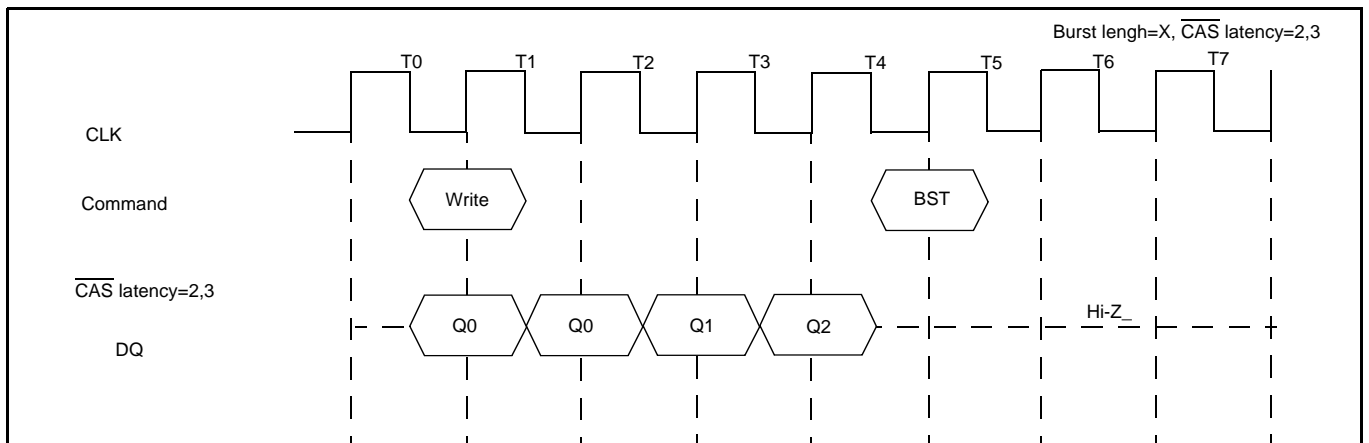 Burst lengh=X, CAS latency=2,3
T0 T1 T2 T3 T4 T5 T6 T7
CLK
Command Write BST
CAS latency=2,3
Hi-Z_
Q0 Q0 Q1 Q2
DQ